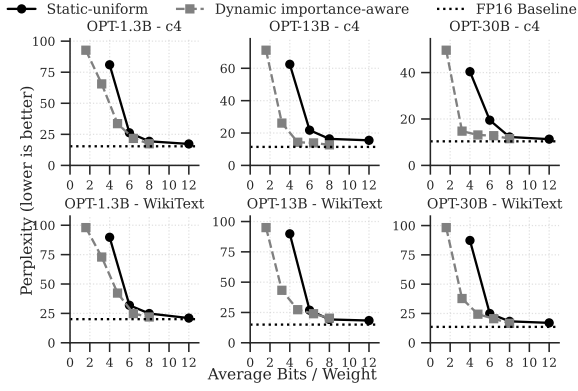 Static-uniform Dynamic importance-aware FP16 Baseline
OPT-1.3B - c4 OPT-13B - c4 OPT-30B - c4
100
75
50
25
0
0 2 4 6 8 10 12
60
40
20
0
0 2 4 6 8 10 12
40
20
0
0 2 4 6 8 10 12
Perplexity (lower is better)
OPT-1.3B - WikiText OPT-13B - WikiText OPT-30B - WikiText
100
75
50
25
0
0 2 4 6 8 10 12
100
75
50
25
0
0 2 4 6 8 10 12
100
75
50
25
0
0 2 4 6 8 10 12
Average Bits / Weight